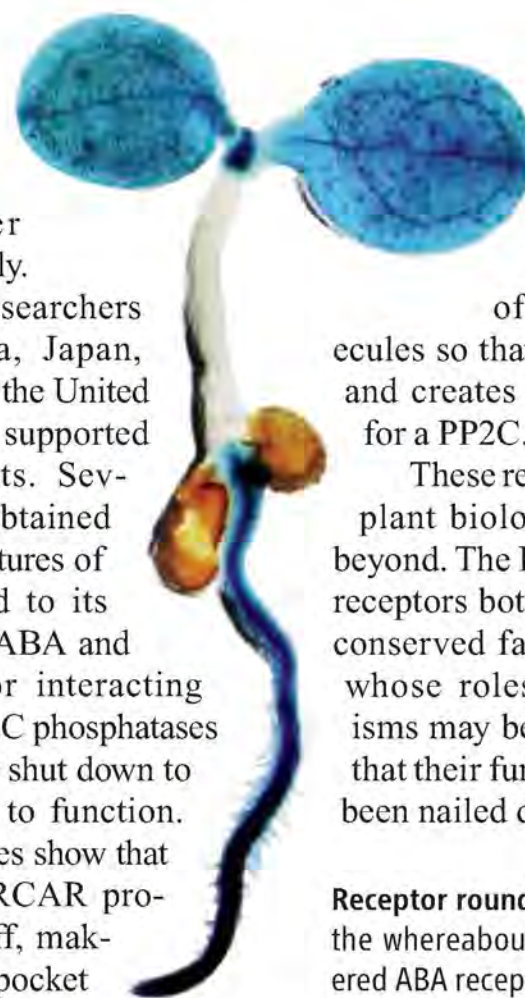 er
ly.
searchers
a, Japan,
the United
supported
ts. Sev-
btained
tures of
d to its
ABA and
or interacting
C phosphatases
shut down to
to function.
es show that
RCAR pro-
ff, mak-
pocket
of
ecules so that
and creates
for a PP2C.
These re
plant biolo
beyond. The
receptors bot
conserved fa
whose roles
isms may be
that their fun
been nailed d
Receptor round
the whereabou
ered ABA recep